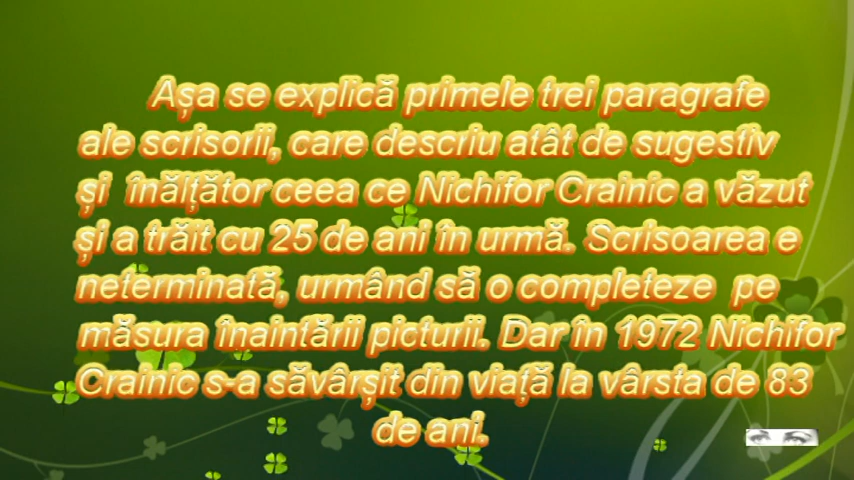 Așa se explică primele trei paragrafe
ale scrisorii, care descriu atât de sugestiv
și înălțător ceea ce Nichifor Crainic a văzut
și a trăit cu 25 de ani în urmă. Scrisoarea e
neterminată, urmând să o completeze pe
măsura înaintării picturii. Dar în 1972 Nichifor
Crainic s-a săvârșit din viață la vârsta de 83
de ani.